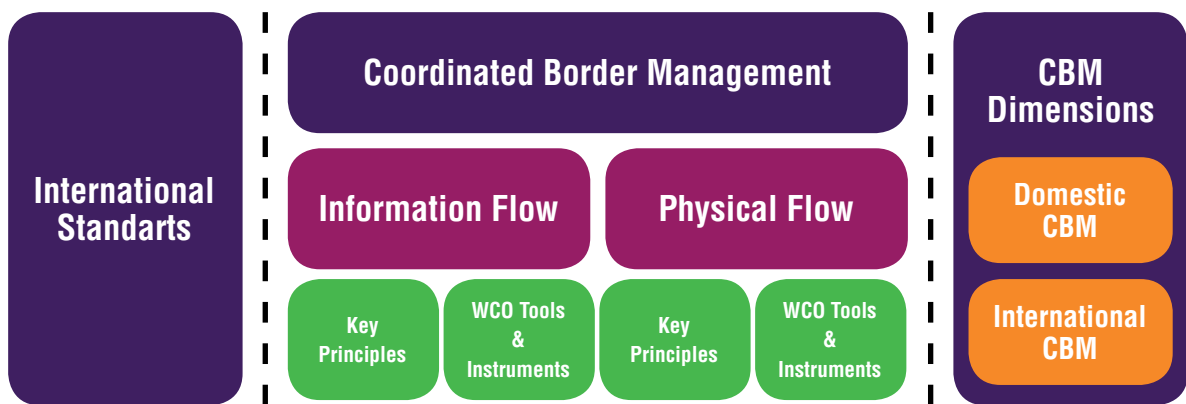 International
Standarts
Coordinated Border Management
Information Flow
Physical Flow
Key
Principles
WCO Tools
&
Instruments
Key
Principles
WCO Tools
&
Instruments
CBM
Dimensions
Domestic
CBM
International
CBM